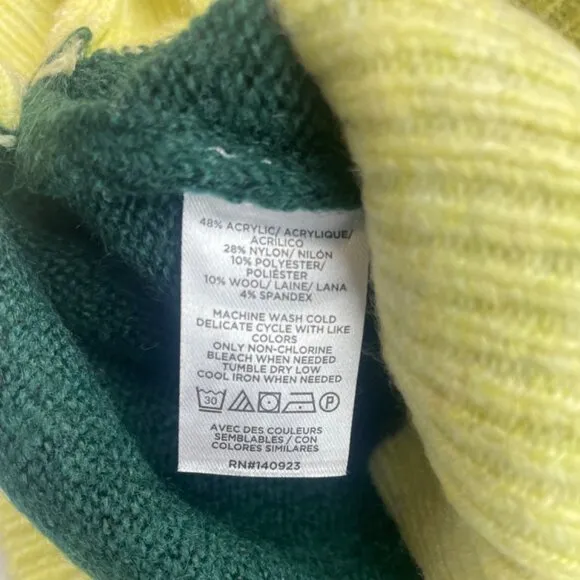 48% ACRYLIC/ ACRYLIQUE/
ACRÍLICO
28% NYLON/ NILÓN
10% POLYESTER/
POLIÉSTER
10% WOOL/ LAINE/ LANA
4% SPANDEX
MACHINE WASH COLD
DELICATE CYCLE WITH LIKE
COLORS
ONLY NON-CHLORINE
BLEACH WHEN NEEDED
TUMBLE DRY LOW
COOL IRON WHEN NEEDED
30 P
AVEC DES COULEURS
SEMBLABLES / CON
COLORES SIMILARES
RN#140923